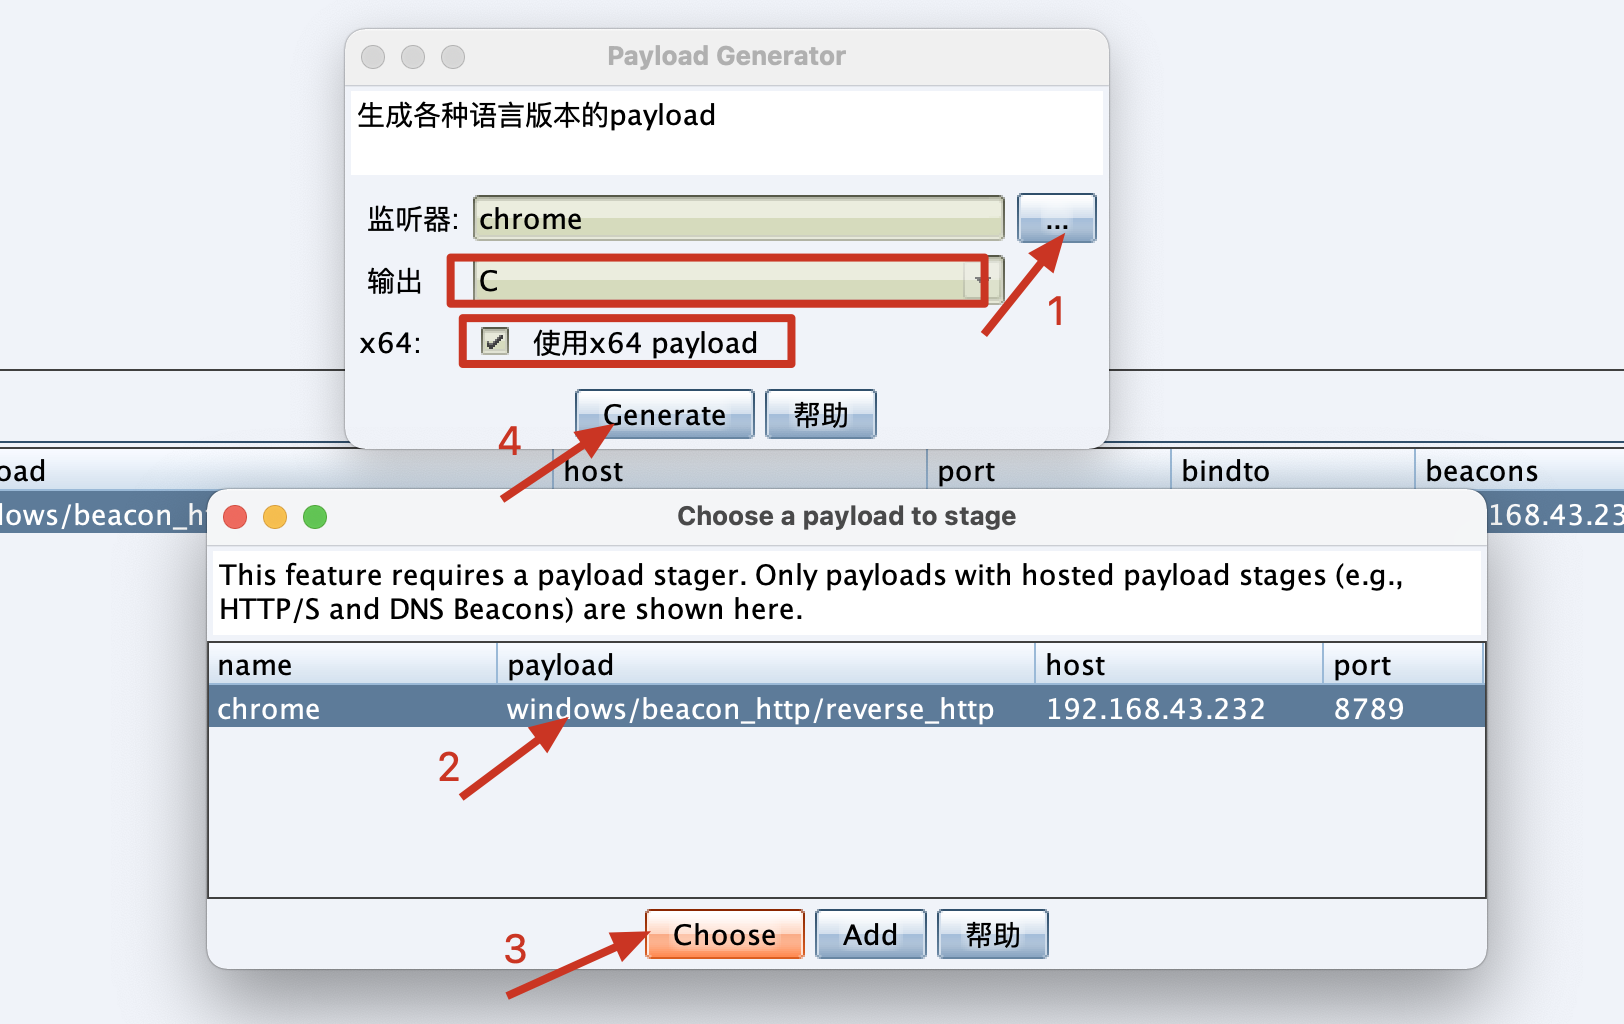 Payload Generator
生成各种语言版本的payload
监听器: chrome ...
输出 C
1
x64: 使用x64 payload
Generate 帮助
4
oad host port bindto beacons
168.43.23
Choose a payload to stage
This feature requires a payload stager. Only payloads with hosted payload stages (e.g.,
HTTP/S and DNS Beacons) are shown here.
name payload host port
chrome windows/beacon_http/reverse_http 192.168.43.232 8789
2
Choose Add 帮助
3